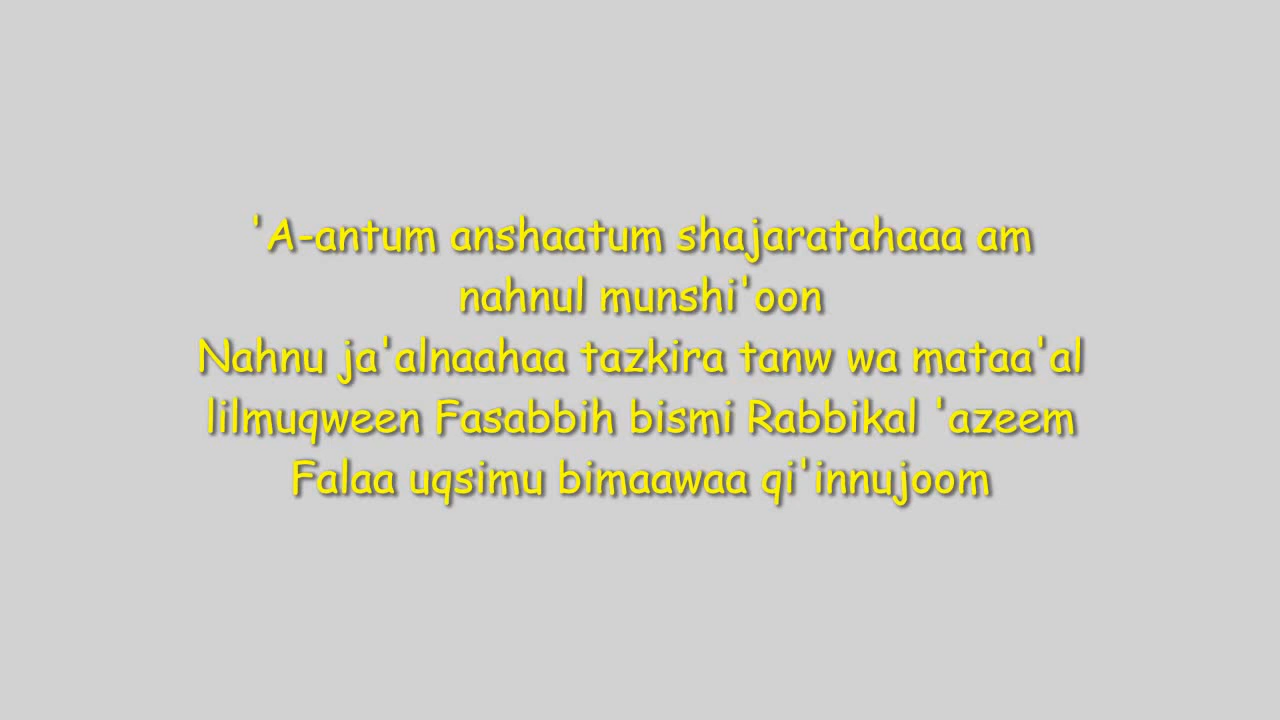 'A-antum anshaatum shajaratahaaa am
nahnul munshi'oon
Nahnu ja'alnaahaa tazkira tanw wa mataa'al
lilmuqween Fasabbih bismi Rabbikal 'azeem
Falaa uqsimu bimaawaa qi'innujoom